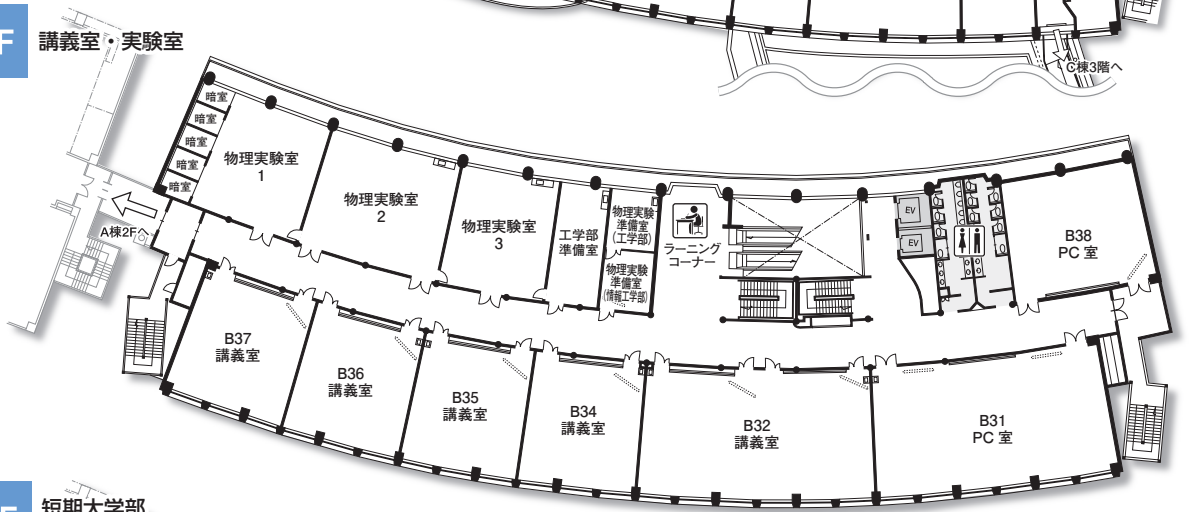 F 講義室・実験室
C棟3階へ
暗室
暗室
暗室
暗室
暗室
物理実験室
1
物理実験室
2
物理実験室
3
工学部
準備室
物理実験
準備室
(工学部)
物理実験
準備室
(情報工学部)
ラーニング
コーナー
EV
EV
B38
PC 室
A棟2Fへ
B37
講義室
B36
講義室
B35
講義室
B34
講義室
B32
講義室
B31
PC 室
短期大学部